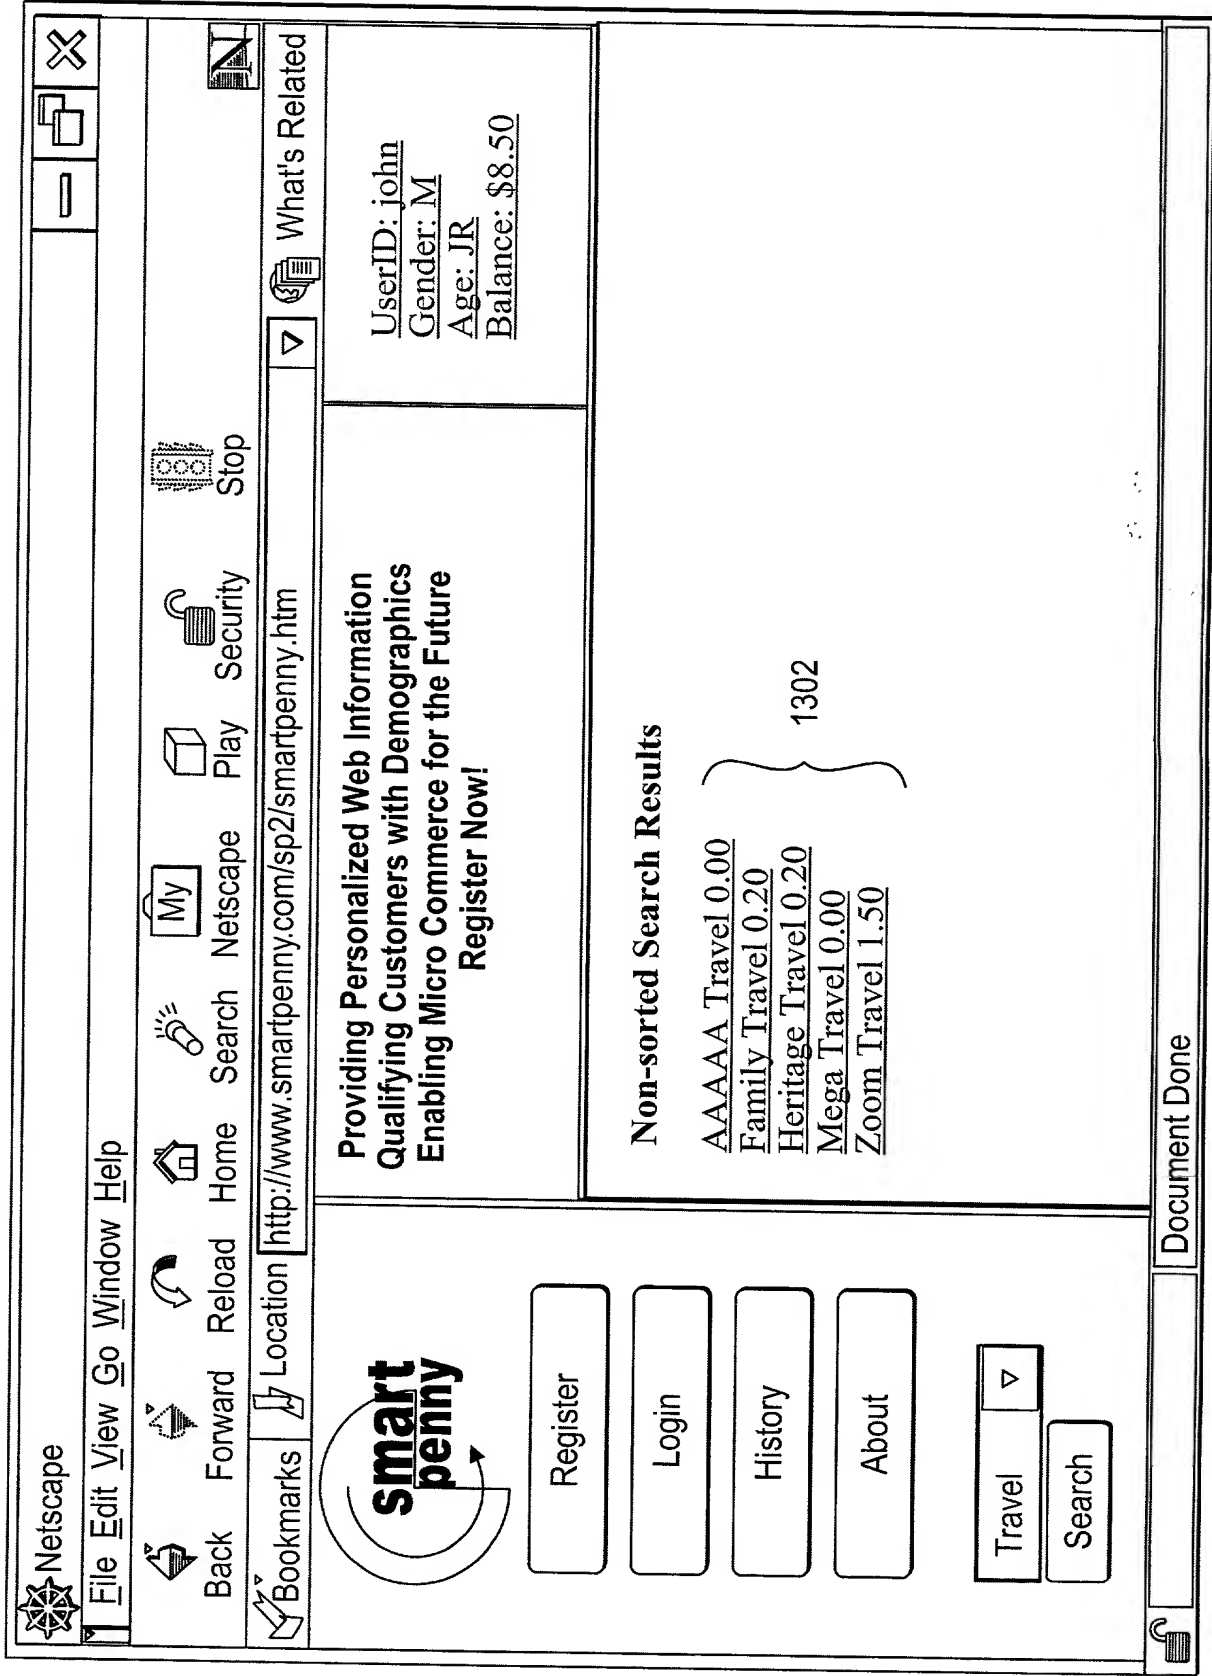 Netscape
File Edit View Go Window Help
Back Forward Reload Home Search Netscape Play Security Stop
My
N
Bookmarks Location http://www.smartpenny.com/sp2/smartpenny.htm What's Related
smart
penny
Providing Personalized Web Information
Qualifying Customers with Demographics
Enabling Micro Commerce for the Future
Register Now!
UserID: john
Gender: M
Age: JR
Balance: $8.50
Register
Login
History
About
Travel
Search
Non-sorted Search Results
AAAAA Travel 0.00
Family Travel 0.20
Heritage Travel 0.20
Mega Travel 0.00
Zoom Travel 1.50
1302
Document Done